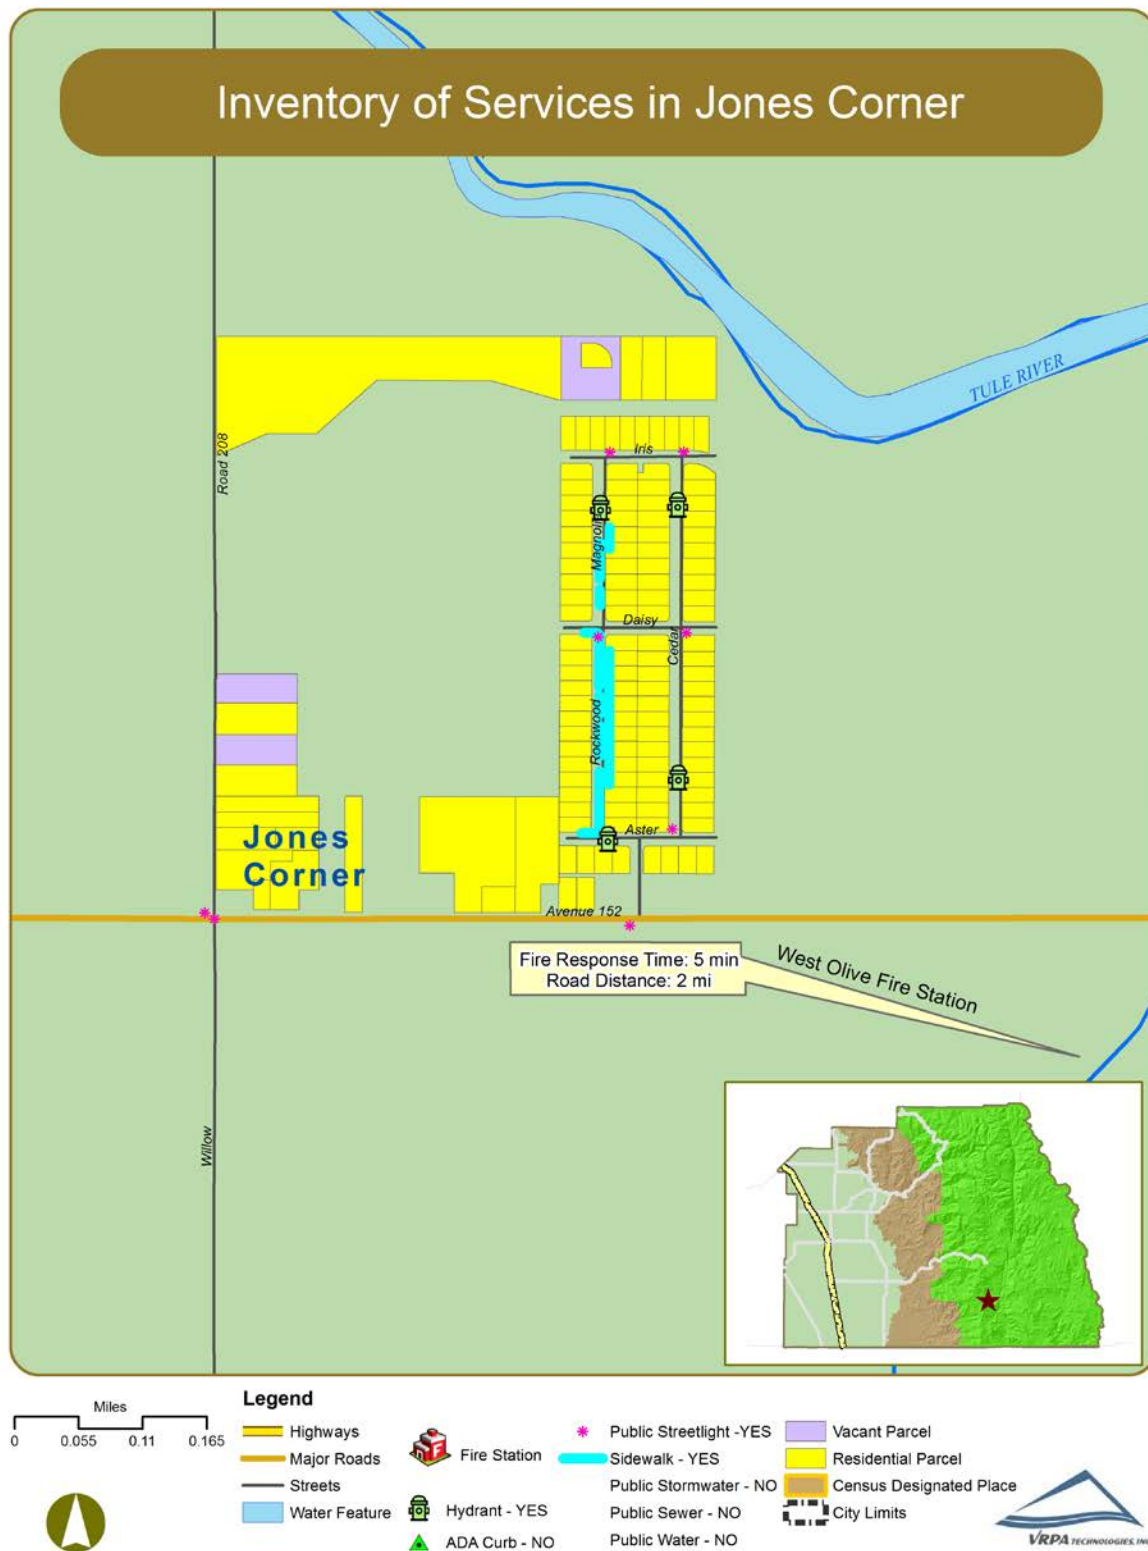 Inventory of Services in Jones Corner
TULE RIVER
Road 208
Iris
Magnolia
Daisy
Cedar
Rockwood
Aster
Jones
Corner
Avenue 152
Fire Response Time: 5 min
Road Distance: 2 mi
West Olive Fire Station
Willow
Miles
0 0.055 0.11 0.165
Legend
Highways
Major Roads
Streets
Water Feature
F
Fire Station
Hydrant - YES
ADA Curb - NO
Public Streetlight -YES
Sidewalk - YES
Public Stormwater - NO
Public Sewer - NO
Public Water - NO
Vacant Parcel
Residential Parcel
Census Designated Place
City Limits
VRPA TECHNOLOGIES, INC